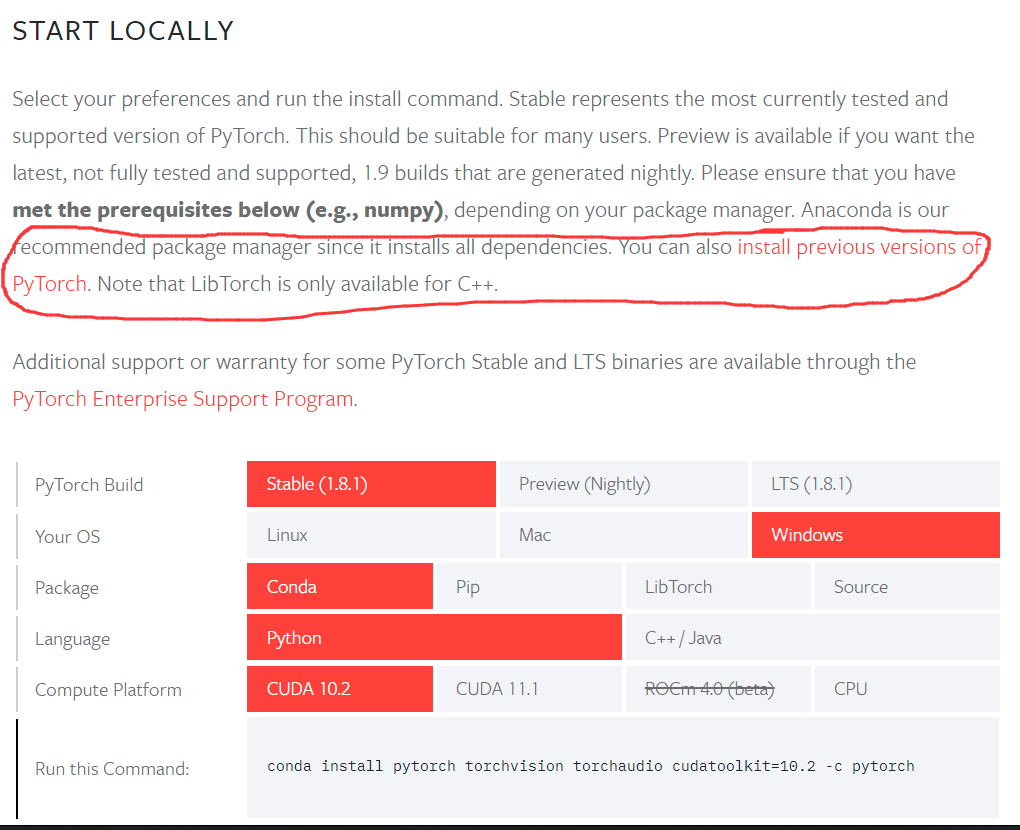 START LOCALLY
Select your preferences and run the install command. Stable represents the most currently tested and
supported version of PyTorch. This should be suitable for many users. Preview is available if you want the
latest, not fully tested and supported, 1.9 builds that are generated nightly. Please ensure that you have
met the prerequisites below (e.g., numpy), depending on your package manager. Anaconda is our
recommended package manager since it installs all dependencies. You can also install previous versions of
PyTorch. Note that LibTorch is only available for C++.
Additional support or warranty for some PyTorch Stable and LTS binaries are available through the
PyTorch Enterprise Support Program.
PyTorch Build Stable (1.8.1) Preview (Nightly) LTS (1.8.1)
Your OS Linux Mac Windows
Package Conda Pip LibTorch Source
Language Python C++ / Java
Compute Platform CUDA 10.2 CUDA 11.1 ROCm 4.0 (beta) CPU
Run this Command: conda install pytorch torchvision torchaudio cudatoolkit=10.2 -c pytorch